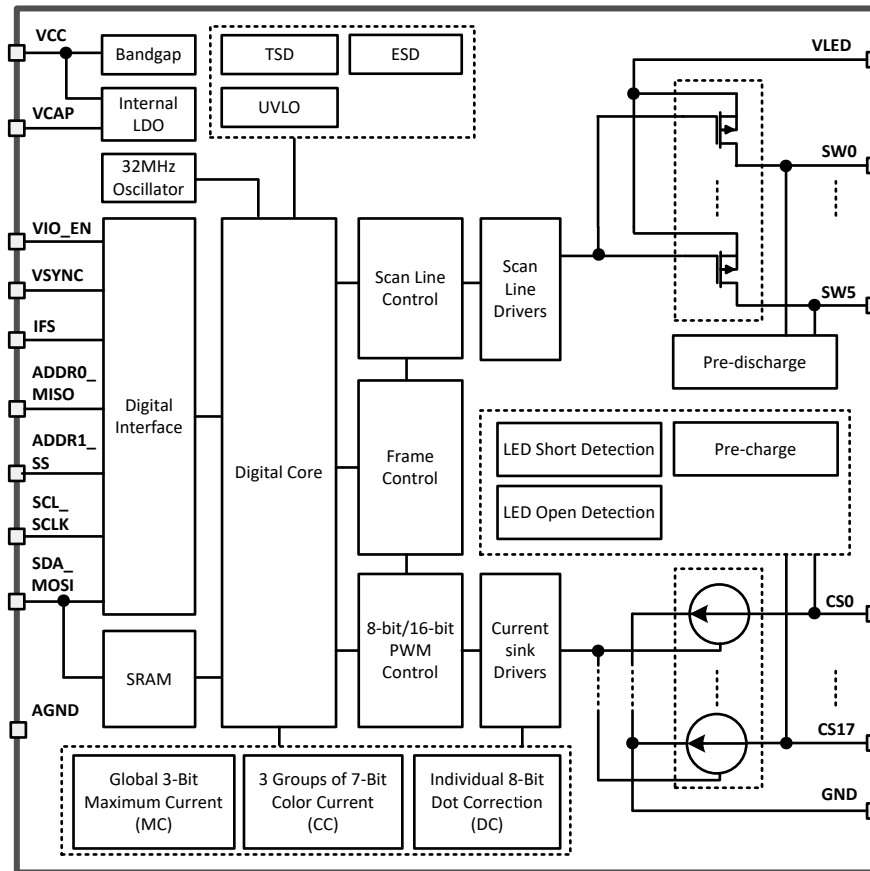 VCC
Bandgap
TSD
ESD
VLED
Internal
LDO
UVLO
VCAP
SW0
32MHz
Oscillator
VIO_EN
VSYNC
IFS
ADDR0_
MISO
ADDR1_
SS
SCL_
SCLK
SDA_
MOSI
AGND
Digital
Interface
SRAM
Digital Core
Scan Line
Control
Scan
Line
Drivers
SW5
Pre-discharge
Frame
Control
LED Short Detection
Pre-charge
LED Open Detection
8-bit/16-bit
PWM
Control
Current
sink
Drivers
CS0
CS17
GND
Global 3-Bit
Maximum Current
(MC)
3 Groups of 7-Bit
Color Current
(CC)
Individual 8-Bit
Dot Correction
(DC)